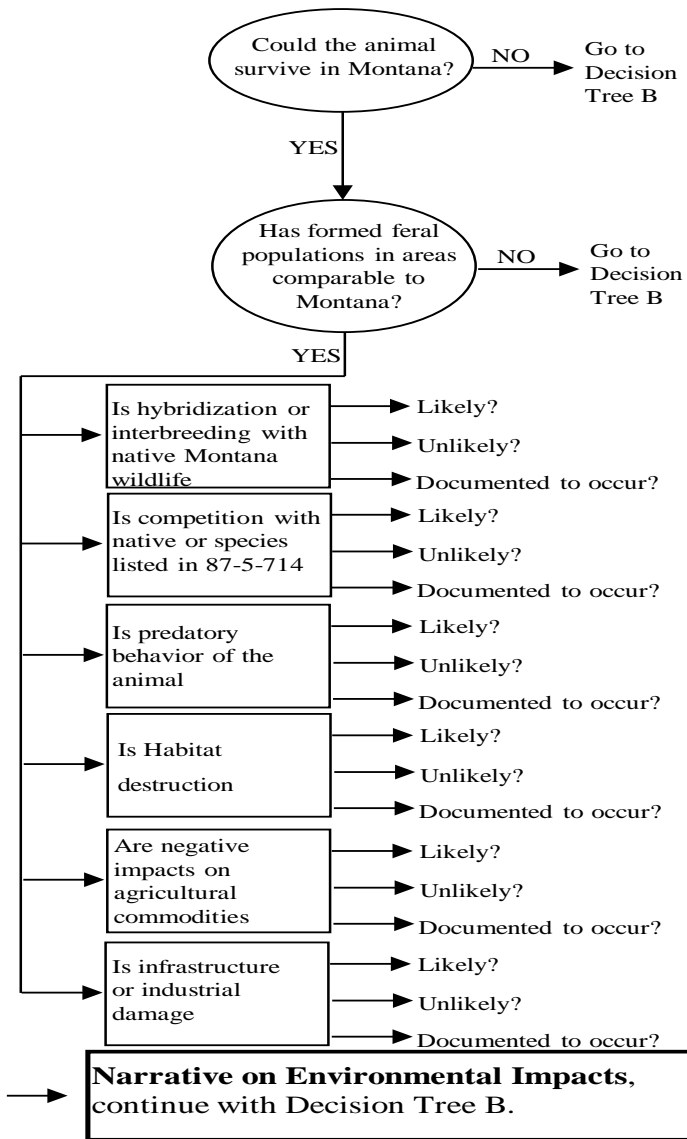 Could the animal
survive in Montana?
NO
Go to
Decision
Tree B
YES
Has formed feral
populations in areas
comparable to
Montana?
NO
Go to
Decision
Tree B
YES
Is hybridization or
interbreeding with
native Montana
wildlife
Likely?
Unlikely?
Documented to occur?
Is competition with
native or species
listed in 87-5-714
Likely?
Unlikely?
Documented to occur?
Is predatory
behavior of the
animal
Likely?
Unlikely?
Documented to occur?
Is Habitat
destruction
Likely?
Unlikely?
Documented to occur?
Are negative
impacts on
agricultural
commodities
Likely?
Unlikely?
Documented to occur?
Is infrastructure
or industrial
damage
Likely?
Unlikely?
Documented to occur?
Narrative on Environmental Impacts,
continue with Decision Tree B.